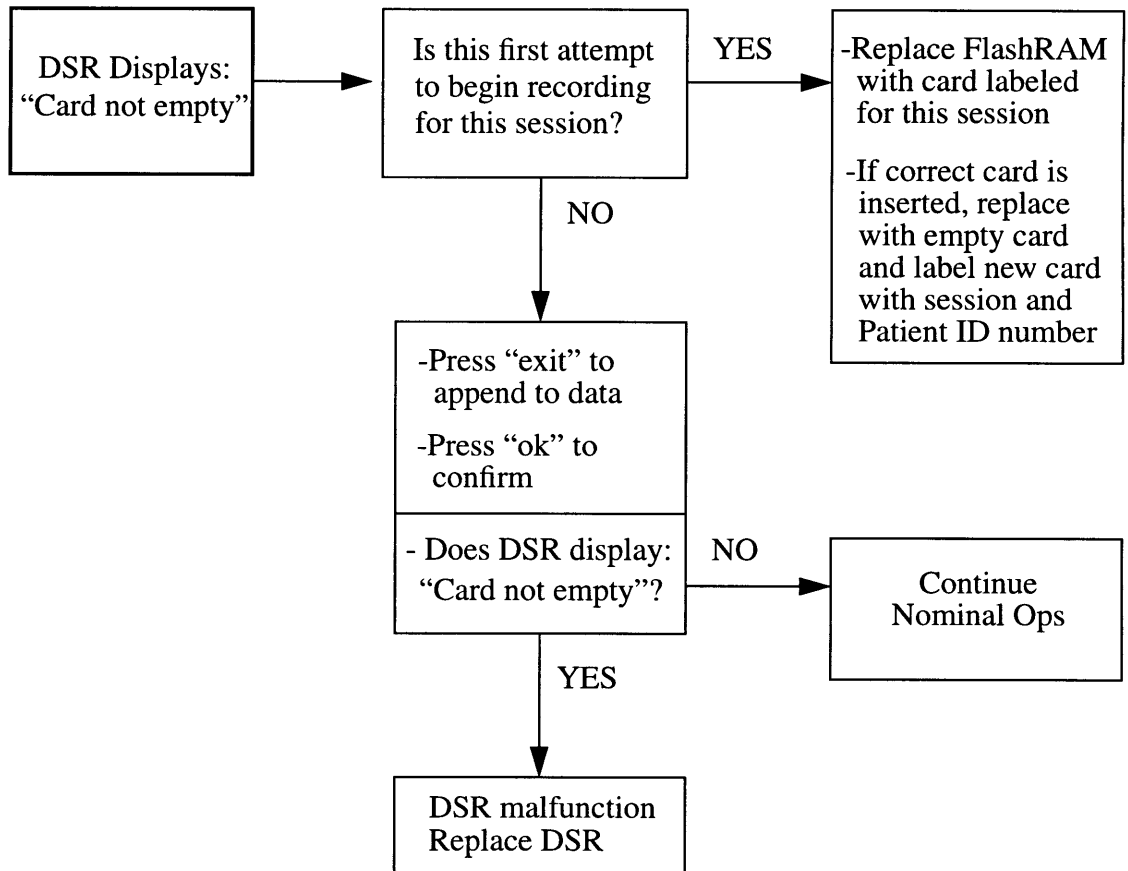 DSR Displays:
“Card not empty”
Is this first attempt
to begin recording
for this session?
YES
-Replace FlashRAM
with card labeled
for this session
-If correct card is
inserted, replace
with empty card
and label new card
with session and
Patient ID number
NO
-Press “exit” to
append to data
-Press “ok” to
confirm
- Does DSR display:
“Card not empty”?
NO
Continue
Nominal Ops
YES
DSR malfunction
Replace DSR